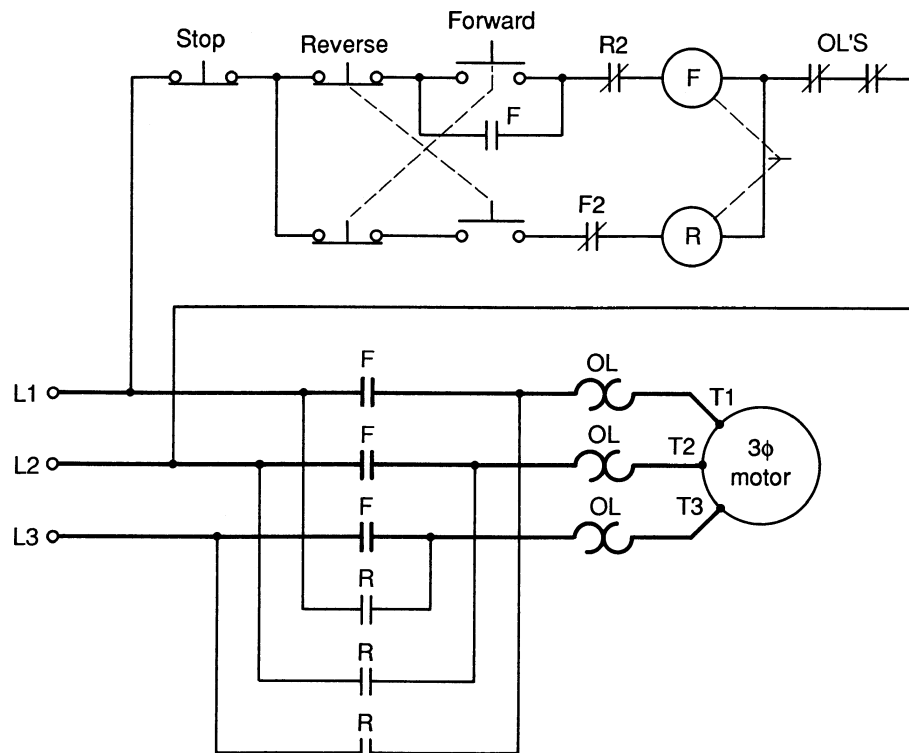 Forward
Stop
Reverse
R2
OL'S
F
F
F2
R
F
OL
L1
T1
F
OL
T2
L2
3ϕ
motor
F
OL
T3
L3
R
R
R